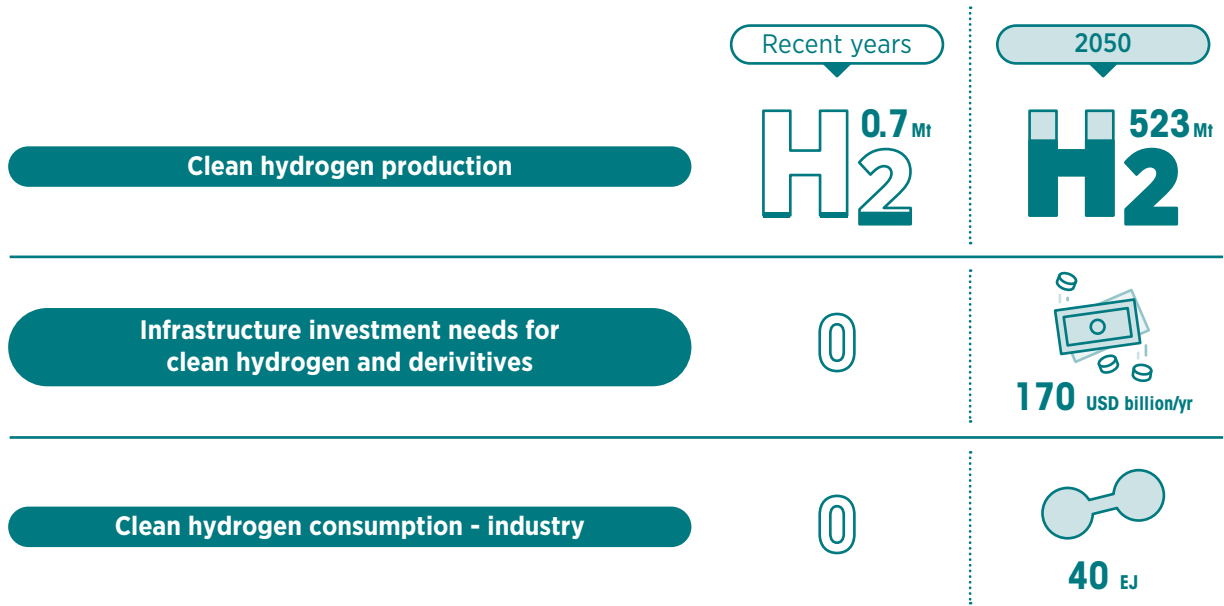 Recent years
2050
Clean hydrogen production
H2
0.7 Mt
H2
523 Mt
Infrastructure investment needs for
clean hydrogen and derivitives
0
170 USD billion/yr
Clean hydrogen consumption - industry
0
40 EJ